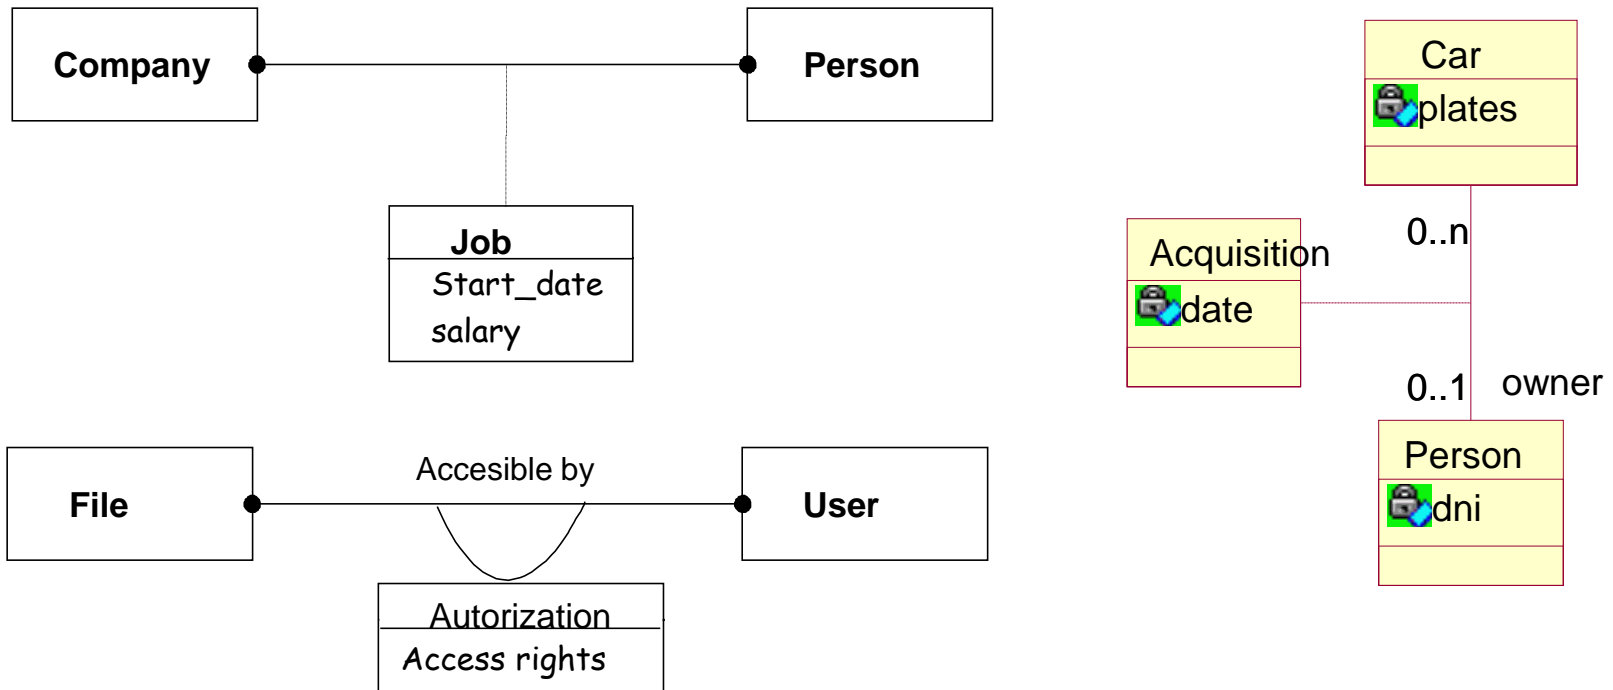 Company
Person
Job
Start_date
salary
File
Accesible by
User
Autorization
Access rights
Car
plates
0..n
Acquisition
date
0..1
owner
Person
dni